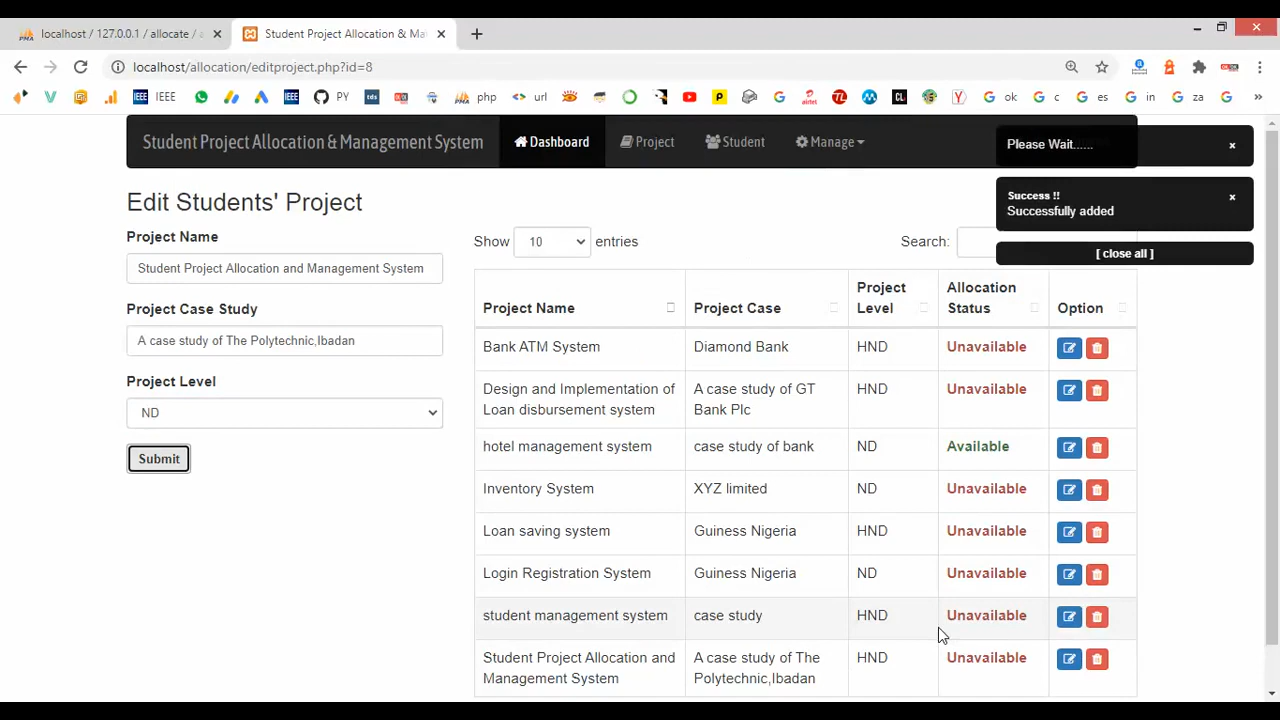 localhost / 127.0.0.1 / allocate / a
Student Project Allocation & Ma
localhost/allocation/editproject.php?id=8
IEEE
PY
php
url
ok
c
es
in
za
Student Project Allocation & Management System
Dashboard
Project
Student
Manage
Please Wait......
×
Success !!
Successfully added
×
[ close all ]
Edit Students' Project
Project Name
Student Project Allocation and Management System
Project Case Study
A case study of The Polytechnic,Ibadan
Project Level
ND
Submit
Show 10 entries
Search:
Project Name
Project Case
Project Level
Allocation Status
Option
Bank ATM System
Diamond Bank
HND
Unavailable
Design and Implementation of
Loan disbursement system
A case study of GT
Bank Plc
HND
Unavailable
hotel management system
case study of bank
ND
Available
Inventory System
XYZ limited
ND
Unavailable
Loan saving system
Guiness Nigeria
HND
Unavailable
Login Registration System
Guiness Nigeria
ND
Unavailable
student management system
case study
HND
Unavailable
Student Project Allocation and
Management System
A case study of The
Polytechnic,Ibadan
HND
Unavailable